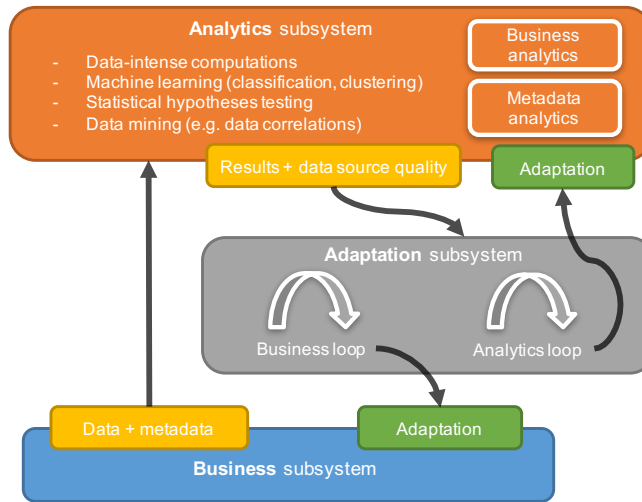 Analytics subsystem
- Data-intense computations
- Machine learning (classification, clustering)
- Statistical hypotheses testing
- Data mining (e.g. data correlations)
Business
analytics
Metadata
analytics
Results + data source quality
Adaptation
Adaptation subsystem
Business loop
Analytics loop
Data + metadata
Adaptation
Business subsystem